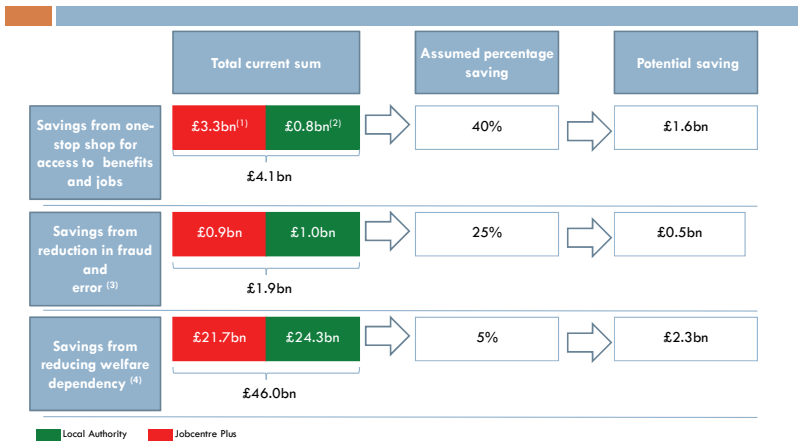 Total current sum
Assumed percentage
saving
Potential saving
Savings from one-
stop shop for
access to benefits
and jobs
£3.3bn(1)
£0.8bn(2)
40%
£1.6bn
£4.1bn
Savings from
reduction in fraud
and
error (3)
£0.9bn
£1.0bn
25%
£0.5bn
£1.9bn
Savings from
reducing welfare
dependency (4)
£21.7bn
£24.3bn
5%
£2.3bn
£46.0bn
Local Authority
Jobcentre Plus